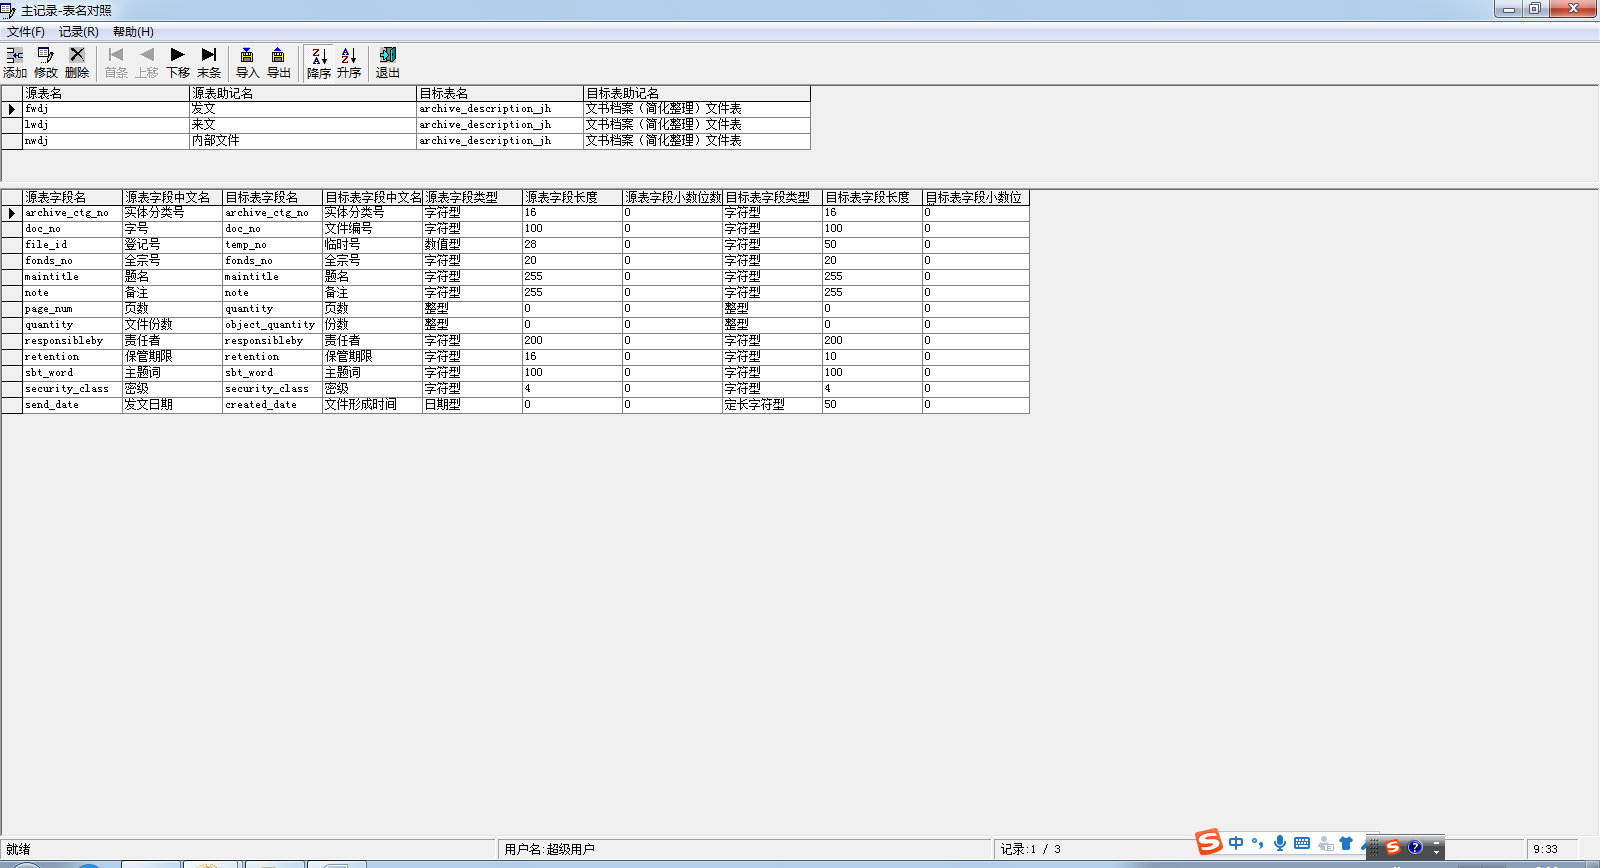 主记录-表名对照
文件(F) 记录(R) 帮助(H)
添加 修改 删除 首条 上移 下移 末条 导入 导出 降序 升序 退出
源表名 源表助记名 目标表名 目标表助记名
fwdj 发文 archive_description_jh 文书档案（简化整理）文件表
lwdj 来文 archive_description_jh 文书档案（简化整理）文件表
nwdj 内部文件 archive_description_jh 文书档案（简化整理）文件表
源表字段名 源表字段中文名 目标表字段名 目标表字段中文名 源表字段类型 源表字段长度 源表字段小数位数 目标表字段类型 目标表字段长度 目标表字段小数位
archive_ctg_no 实体分类号 archive_ctg_no 实体分类号 字符型 16 0 字符型 16 0
doc_no 字号 doc_no 文件编号 字符型 100 0 字符型 100 0
file_id 登记号 temp_no 临时号 数值型 28 0 字符型 50 0
fonds_no 全宗号 fonds_no 全宗号 字符型 20 0 字符型 20 0
maintitle 题名 maintitle 题名 字符型 255 0 字符型 255 0
note 备注 note 备注 字符型 255 0 字符型 255 0
page_num 页数 quantity 页数 整型 0 0 整型 0 0
quantity 文件份数 object_quantity 份数 整型 0 0 整型 0 0
responsibleby 责任者 responsibleby 责任者 字符型 200 0 字符型 200 0
retention 保管期限 retention 保管期限 字符型 16 0 字符型 10 0
sbt_word 主题词 sbt_word 主题词 字符型 100 0 字符型 100 0
security_class 密级 security_class 密级 字符型 4 0 字符型 4 0
send_date 发文日期 created_date 文件形成时间 日期型 0 0 定长字符型 50 0
就绪 用户名:超级用户 记录:1 / 3 中 9:33